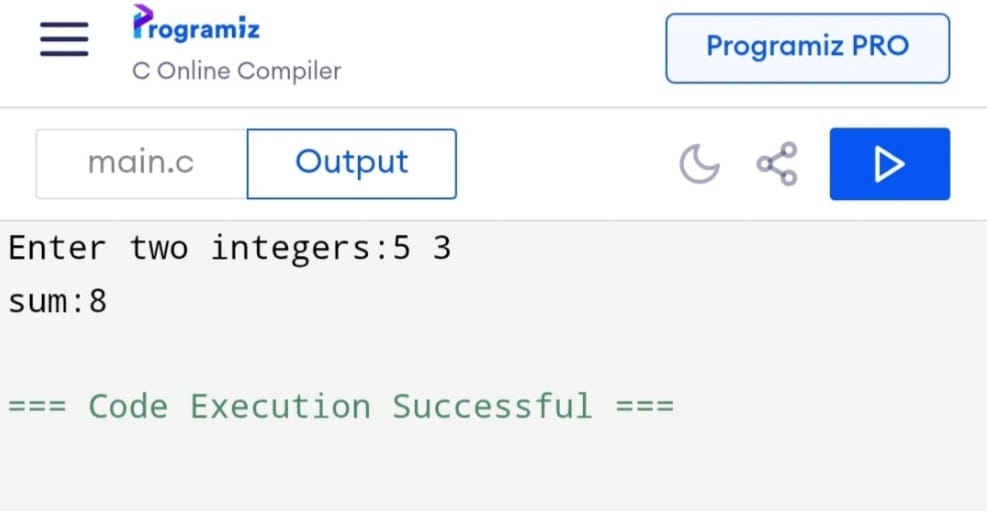 Programiz
C Online Compiler
Programiz PRO
main.c
Output
Enter two integers:5 3
sum:8
=== Code Execution Successful ===